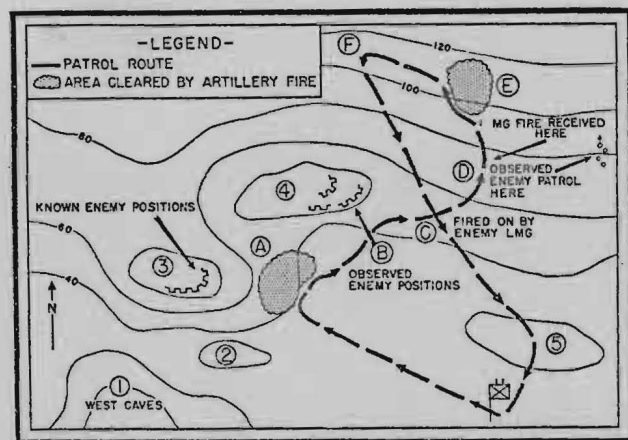 -LEGEND-
PATROL ROUTE
AREA CLEARED BY ARTILLERY FIRE
F
120
100
E
80
MG FIRE RECEIVED
HERE
D
OBSERVED
ENEMY PATROL
HERE
4
KNOWN ENEMY POSITIONS
60
A
C
FIRED ON BY
ENEMY LMG
B
OBSERVED
ENEMY POSITIONS
3
40
N
2
5
1
WEST CAVES